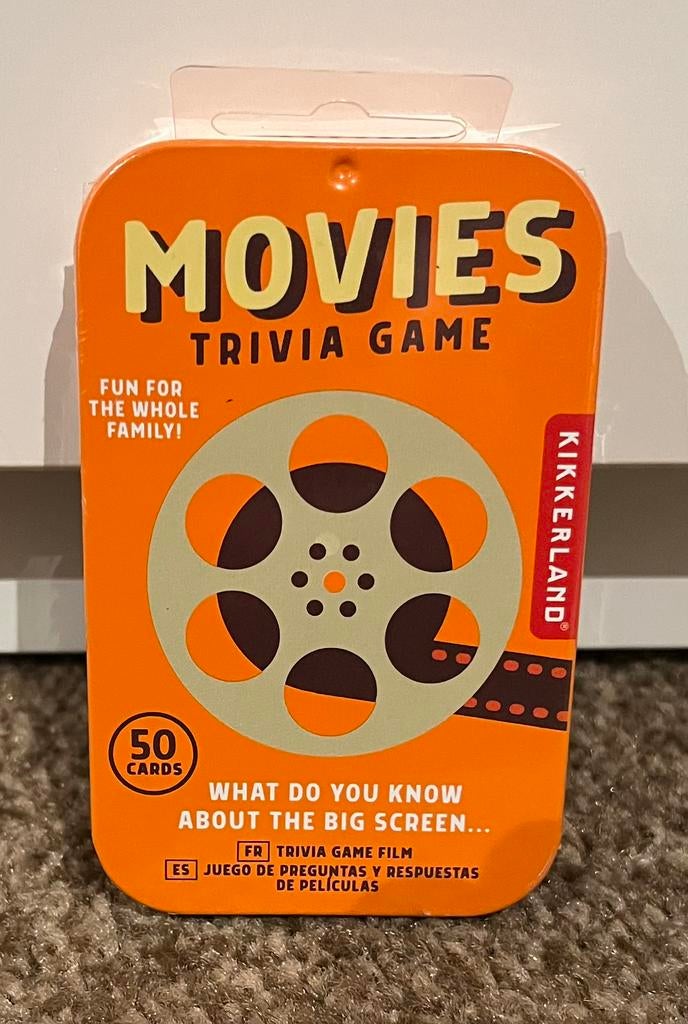 MOVIES
TRIVIA GAME
FUN FOR
THE WHOLE
FAMILY!
KIKKERLAND®
50
CARDS
WHAT DO YOU KNOW
ABOUT THE BIG SCREEN...
FR TRIVIA GAME FILM
ES JUEGO DE PREGUNTAS Y RESPUESTAS
DE PELÍCULAS